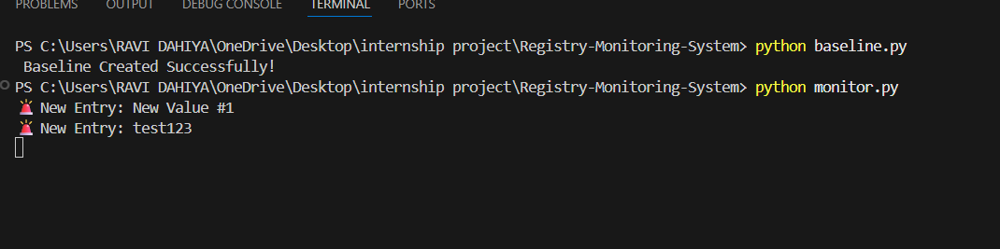 PROBLEMS OUTPUT DEBUG CONSOLE TERMINAL PORTS
PS C:\Users\RAVI DAHIYA\OneDrive\Desktop\internship project\Registry-Monitoring-System> python baseline.py
Baseline Created Successfully!
PS C:\Users\RAVI DAHIYA\OneDrive\Desktop\internship project\Registry-Monitoring-System> python monitor.py
🚨 New Entry: New Value #1
🚨 New Entry: test123